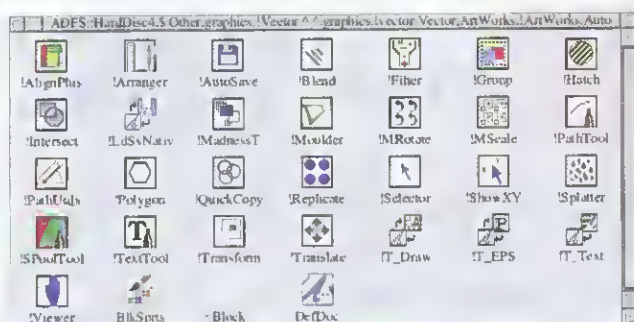 ADFS::HardDisc4.$ Other.graphics. !Vector ^ ^ graphics.!vector Vector.ArtWorks.!ArtWorks.Auto
!AlignPlus !Arranger !AutoSave !Blend !Filter !Group !Hatch
!Intersect !LdSsNativ !MadnessT !Moulder !MRotate !MScale !PathTool
!PathUtils !Polygon !QuickCopy !Replicate !Selector !ShowXY !Splatter
!SPoolTool !TextTool !Transform !Translate !T_Draw !T_EPS !T_Text
!Viewer BlkSprts Block DefDoc